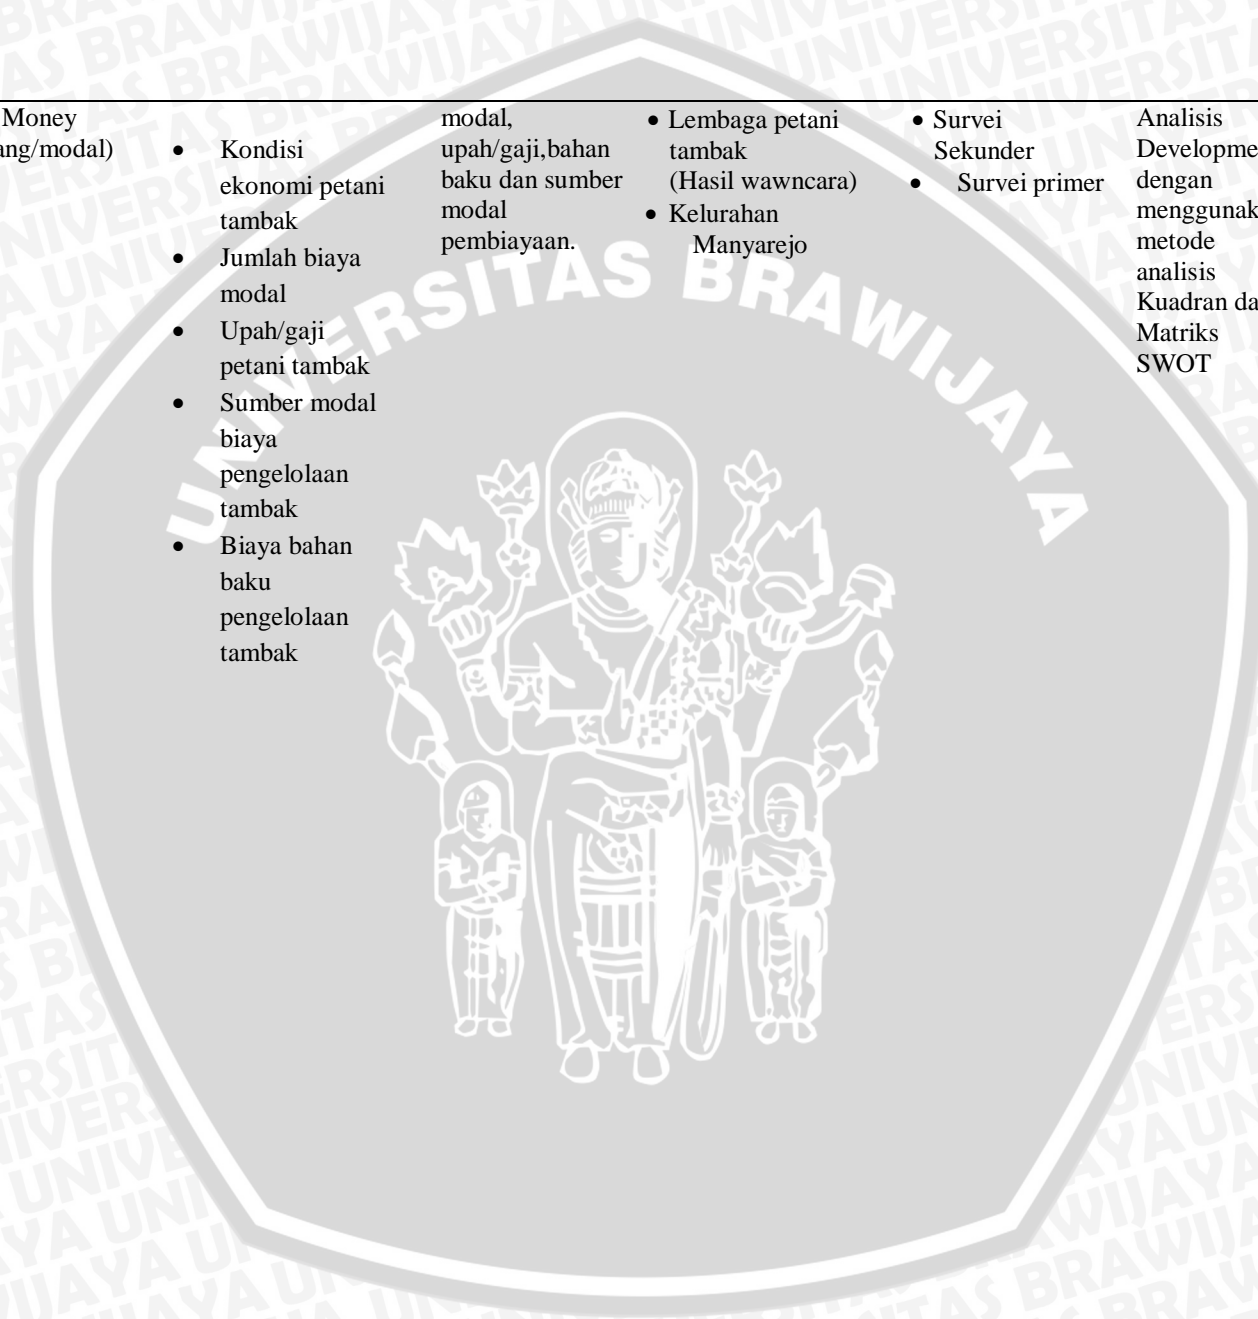 Money
ang/modal)
• Kondisi
ekonomi petani
tambak
• Jumlah biaya
modal
• Upah/gaji
petani tambak
• Sumber modal
biaya
pengelolaan
tambak
• Biaya bahan
baku
pengelolaan
tambak
modal,
upah/gaji,bahan
baku dan sumber
modal
pembiayaan.
• Lembaga petani
tambak
(Hasil wawncara)
• Kelurahan
Manyarejo
• Survei
Sekunder
• Survei primer
Analisis
Developme
dengan
menggunak
metode
analisis
Kuadran da
Matriks
SWOT
UNIVERSITAS BRAWIJAYA